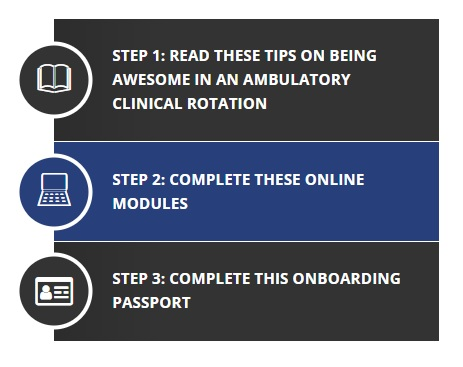 STEP 1: READ THESE TIPS ON BEING
AWESOME IN AN AMBULATORY
CLINICAL ROTATION
STEP 2: COMPLETE THESE ONLINE
MODULES
STEP 3: COMPLETE THIS ONBOARDING
PASSPORT